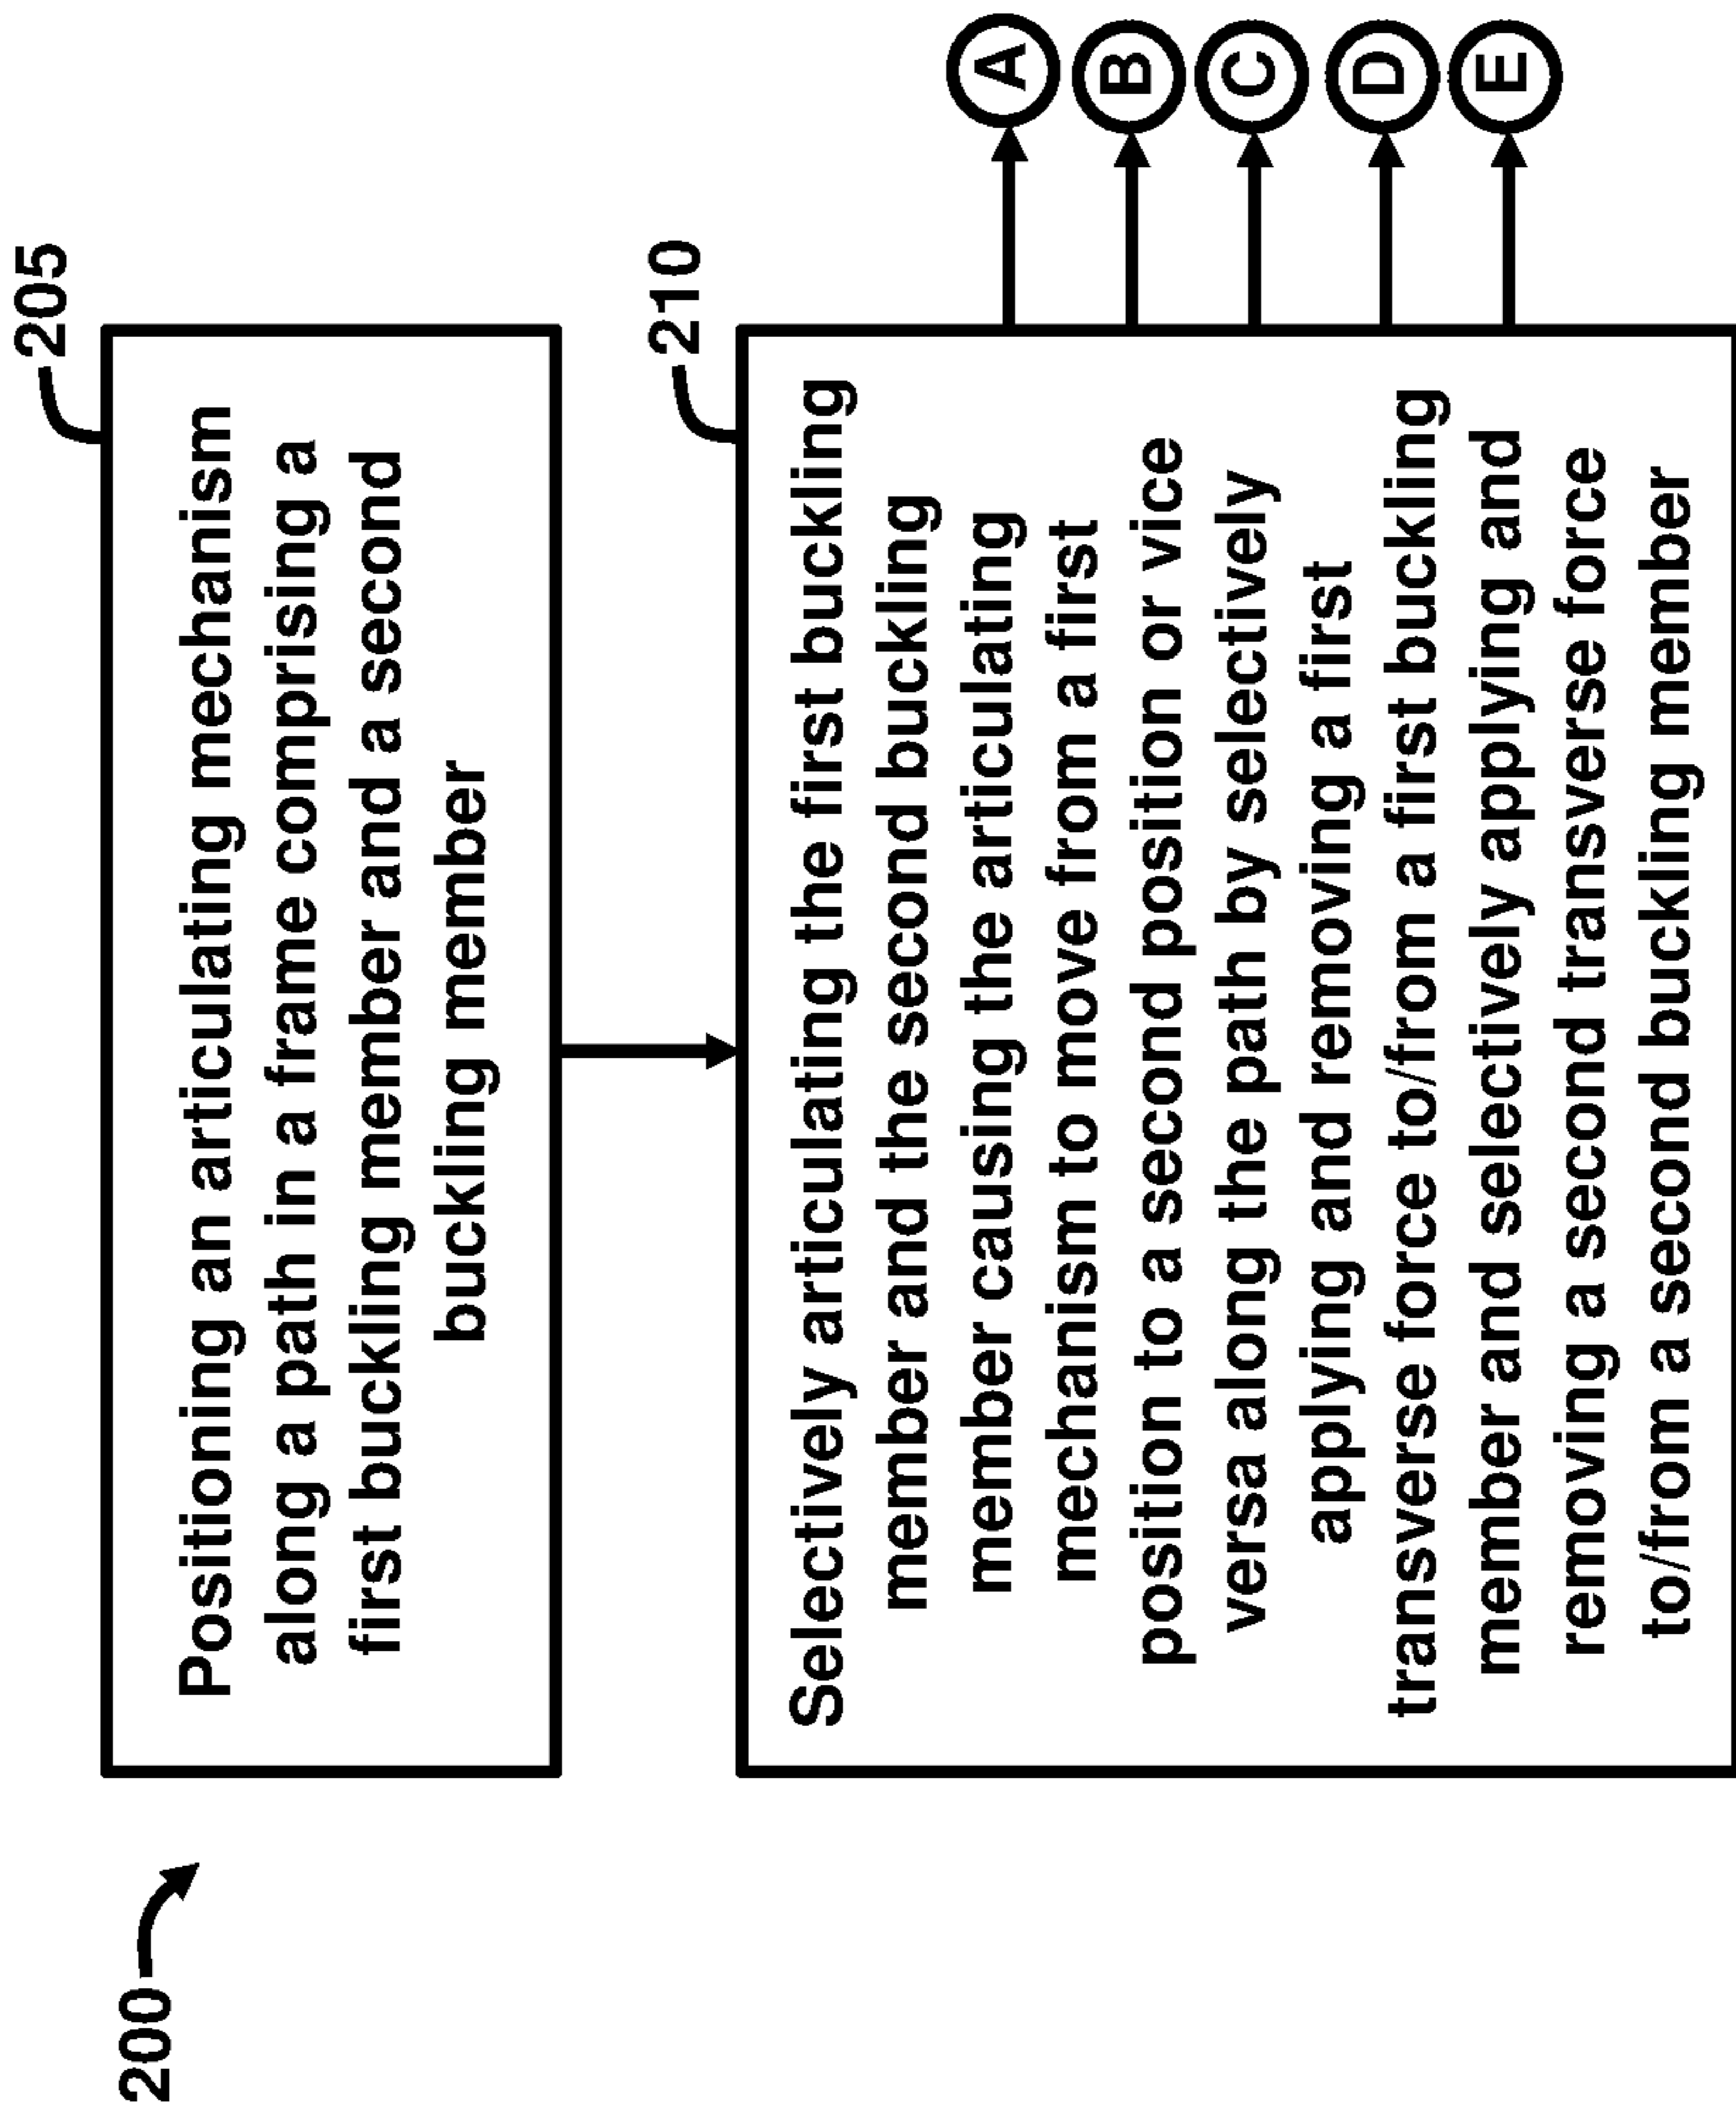 200
205
Positioning an articulating mechanism
along a path in a frame comprising a
first buckling member and a second
buckling member
210
Selectively articulating the first buckling
member and the second buckling
member causing the articulating
mechanism to move from a first
position to a second position or vice
versa along the path by selectively
applying and removing a first
transverse force to/from a first buckling
member and selectively applying and
removing a second transverse force
to/from a second buckling member
A
B
C
D
E